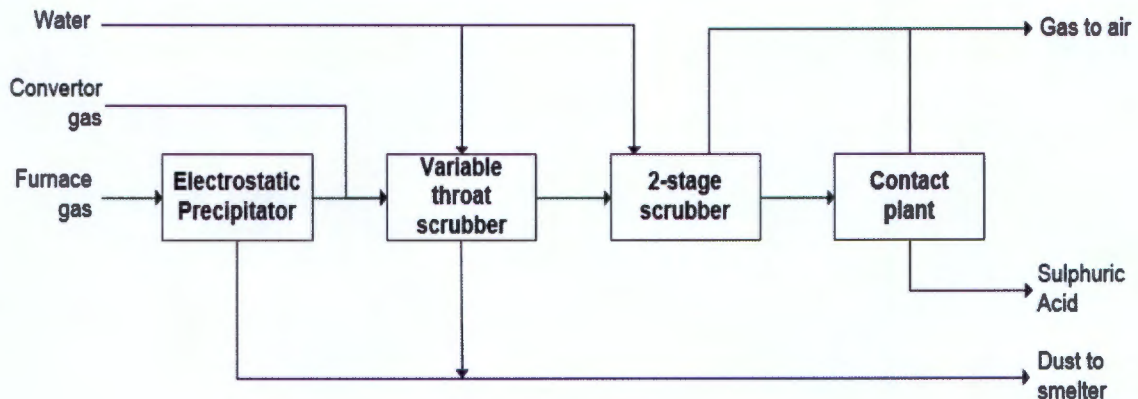 Water
Gas to air
Convertor
gas
Furnace
gas
Electrostatic
Precipitator
Variable
throat
scrubber
2-stage
scrubber
Contact
plant
Sulphuric
Acid
Dust to
smelter